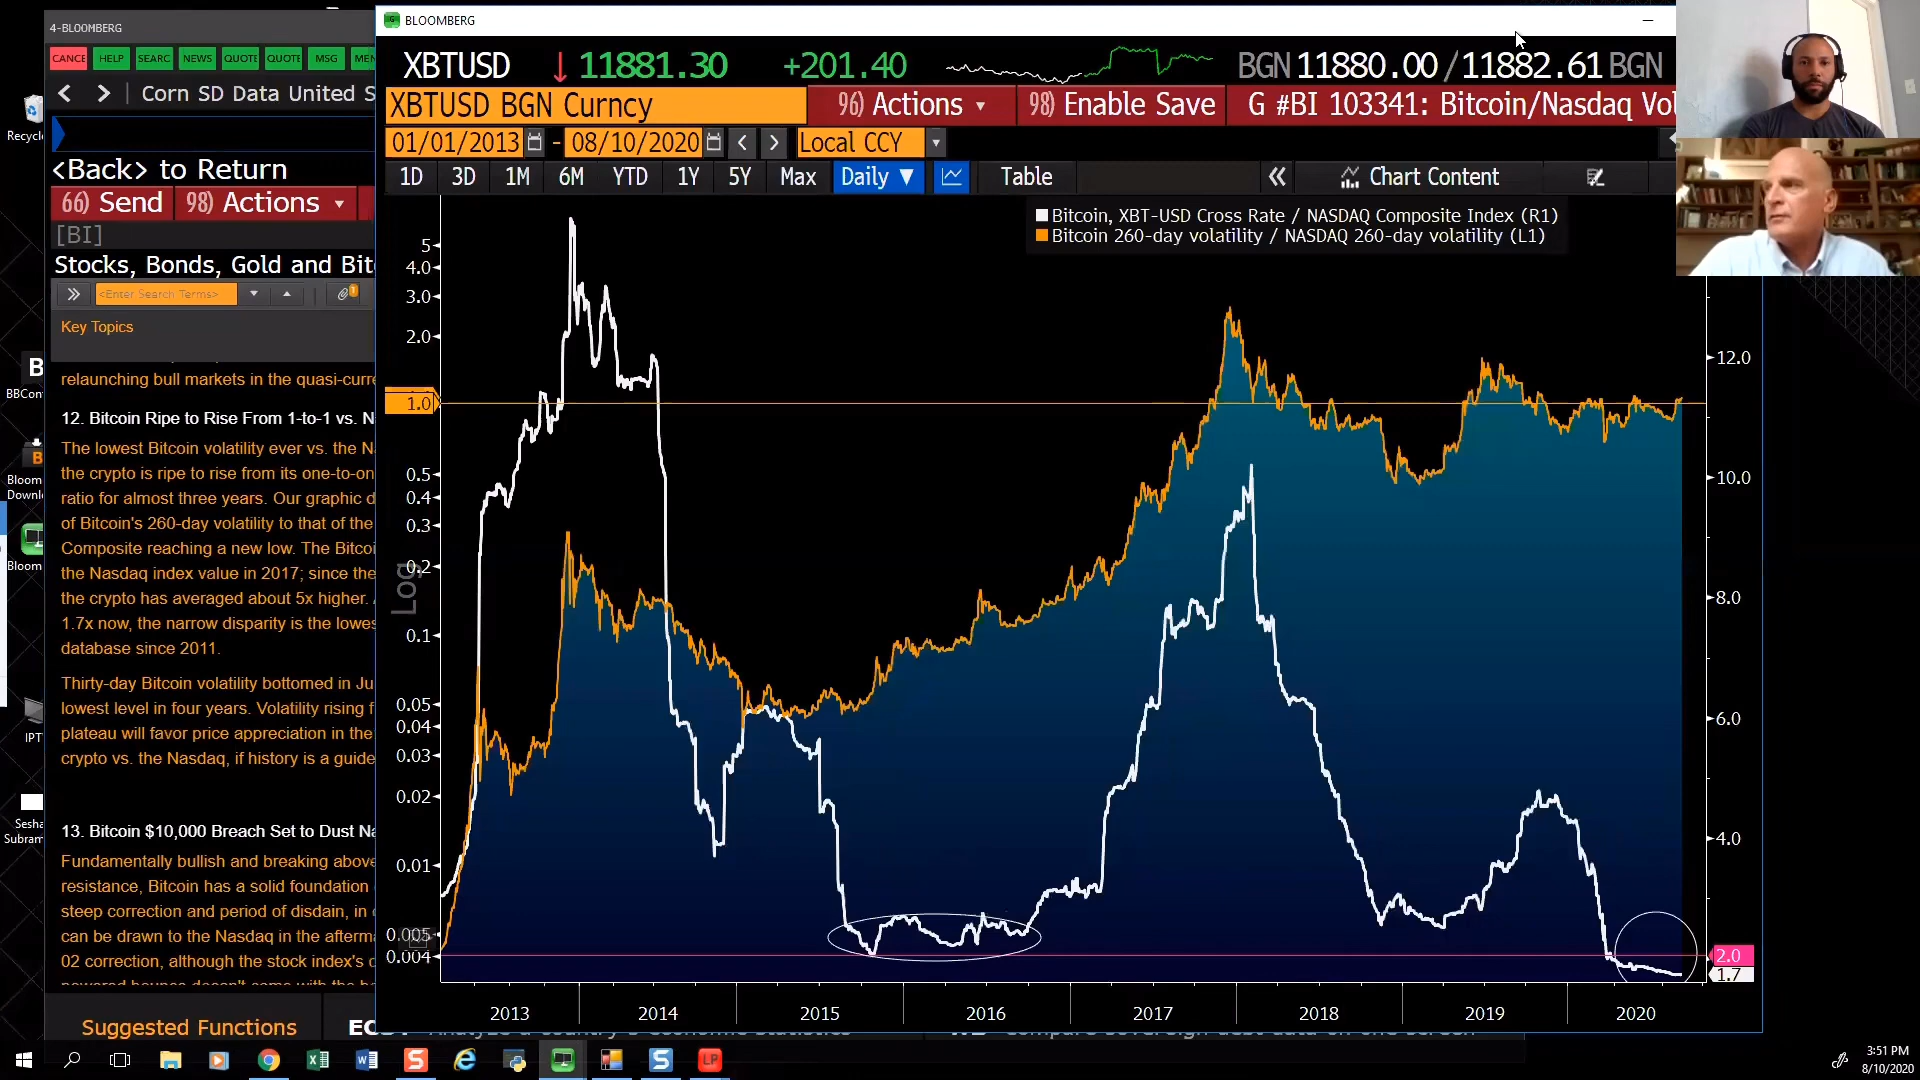 4-BLOOMBERG
BLOOMBERG
CANCE HELP SEARC NEWS QUOTE QUOTE MSG MEN
Corn SD Data United S
<Back> to Return
66) Send 98) Actions
[BI]
Stocks, Bonds, Gold and Bit
<Enter Search Terms>
Key Topics
relaunching bull markets in the quasi-curre
12. Bitcoin Ripe to Rise From 1-to-1 vs. N
The lowest Bitcoin volatility ever vs. the Na
the crypto is ripe to rise from its one-to-on
ratio for almost three years. Our graphic d
of Bitcoin's 260-day volatility to that of the
Composite reaching a new low. The Bitcoi
the Nasdaq index value in 2017; since the
the crypto has averaged about 5x higher.
1.7x now, the narrow disparity is the lowes
database since 2011.
Thirty-day Bitcoin volatility bottomed in Ju
lowest level in four years. Volatility rising f
plateau will favor price appreciation in the
crypto vs. the Nasdaq, if history is a guide
13. Bitcoin $10,000 Breach Set to Dust Na
Fundamentally bullish and breaking above
resistance, Bitcoin has a solid foundation
steep correction and period of disdain, in
can be drawn to the Nasdaq in the afterma
02 correction, although the stock index's d
Suggested Functions
XBTUSD 11881.30 +201.40 BGN 11880.00 / 11882.61 BGN
XBTUSD BGN Curncy 96) Actions 98) Enable Save G #BI 103341: Bitcoin/Nasdaq Vol
01/01/2013 - 08/10/2020 Local CCY
1D 3D 1M 6M YTD 1Y 5Y Max Daily Table Chart Content
Bitcoin, XBT-USD Cross Rate / NASDAQ Composite Index (R1)
Bitcoin 260-day volatility / NASDAQ 260-day volatility (L1)
5
4.0
3.0
2.0
1.0
0.5
0.4
0.3
0.2
0.1
0.05
0.04
0.03
0.02
0.01
0.005
0.004
Log
12.0
10.0
8.0
6.0
4.0
2.0
1.7
2013 2014 2015 2016 2017 2018 2019 2020
Recycl
BBCon
Bloom
Downl
Bloom
IPT
Sesha
Subram
3:51 PM
8/10/2020